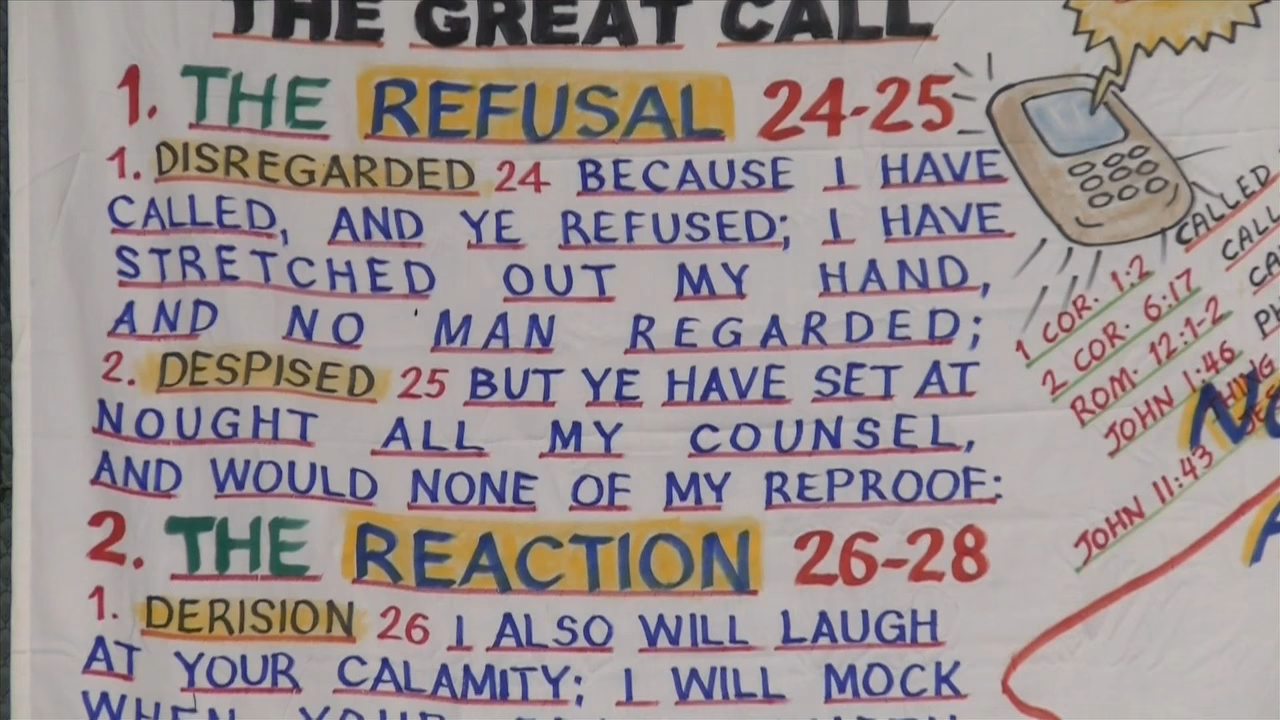 THE GREAT CALL
1. THE REFUSAL 24-25
1. DISREGARDED 24 BECAUSE I HAVE
CALLED, AND YE REFUSED; I HAVE
STRETCHED OUT MY HAND,
AND NO MAN REGARDED;
2. DESPISED 25 BUT YE HAVE SET AT
NOUGHT ALL MY COUNSEL,
AND WOULD NONE OF MY REPROOF:
2. THE REACTION 26-28
1. DERISION 26 I ALSO WILL LAUGH
AT YOUR CALAMITY; I WILL MOCK
WHEN YOUR
CALLED
1 COR. 1:2
2 COR. 6:17
ROM. 12:1-2
JOHN 1:46
JOHN 11:43